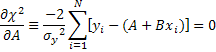 ∂χ²/∂A ≡ −2/σ_y² ∑_{i=1}^{N} [y_i − (A + Bx_i)] = 0